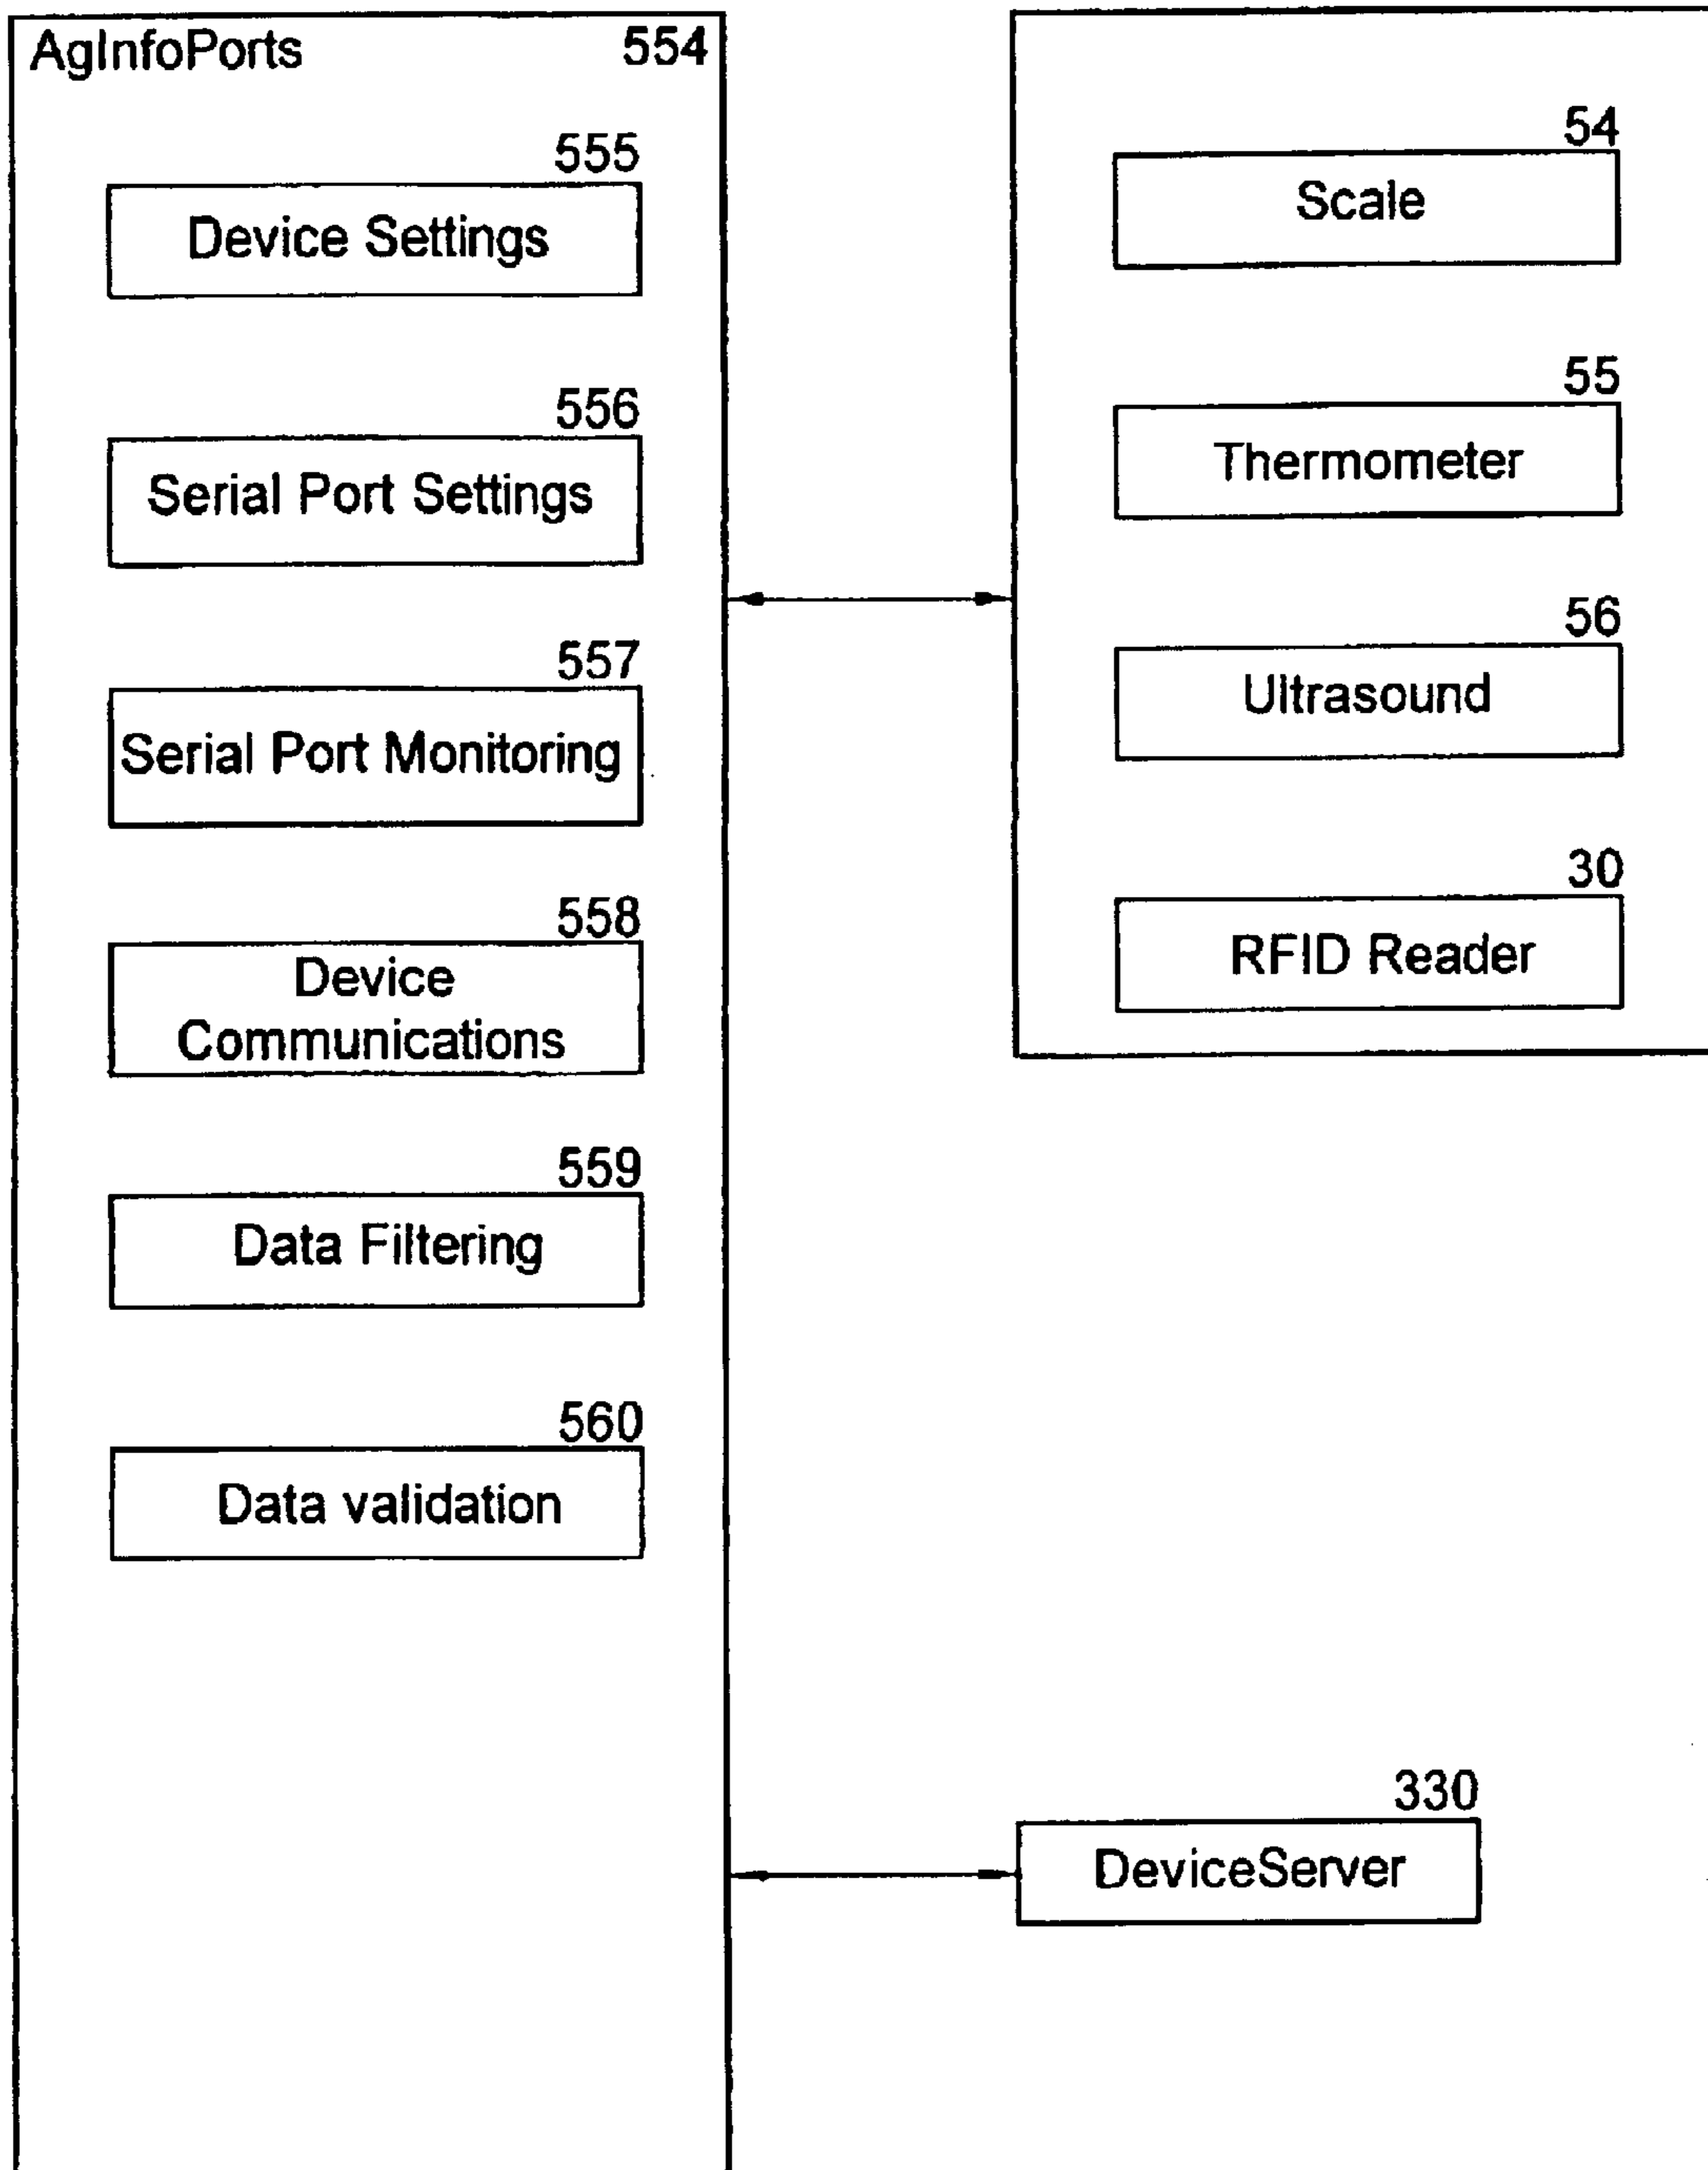 AgInfoPorts 554
555
Device Settings
556
Serial Port Settings
557
Serial Port Monitoring
558
Device
Communications
559
Data Filtering
560
Data validation
54
Scale
55
Thermometer
56
Ultrasound
30
RFID Reader
330
DeviceServer